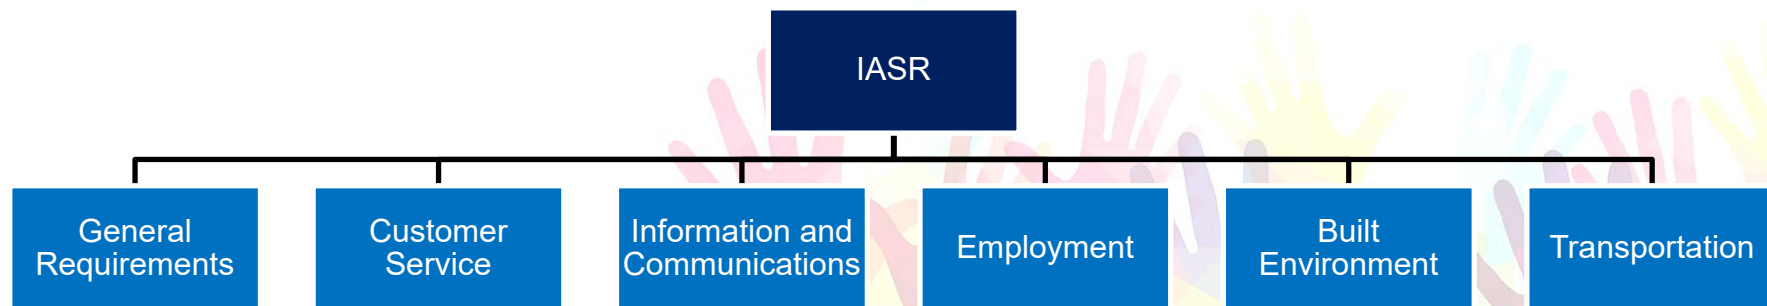 IASR
General
Requirements
Customer
Service
Information and
Communications
Employment
Built
Environment
Transportation